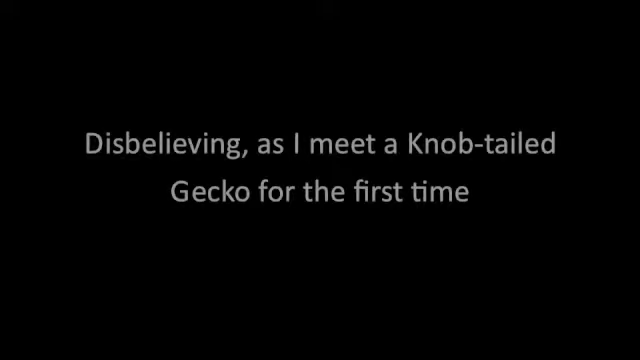 Disbelieving, as I meet a Knob-tailed
Gecko for the first time